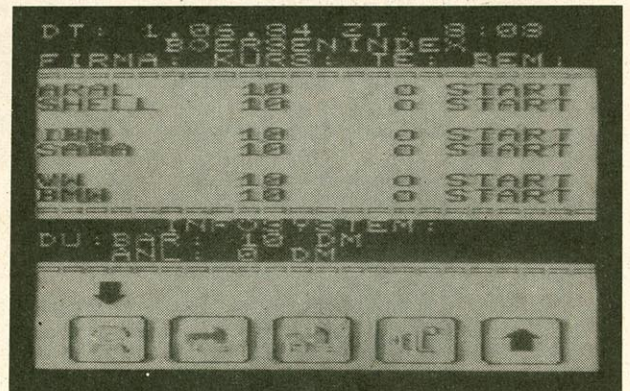 DT: 1.06.84 ZT: 8:09
BOERSENINDEX
FIRMA: KURS: TE: BEM:
ARAL 10 0 START
SHELL 10 0 START
IBM 10 0 START
SABA 10 0 START
VW 10 0 START
BMW 10 0 START
INFOSYSTEM:
DU: BAR: 10 DM
ANL: 0 DM